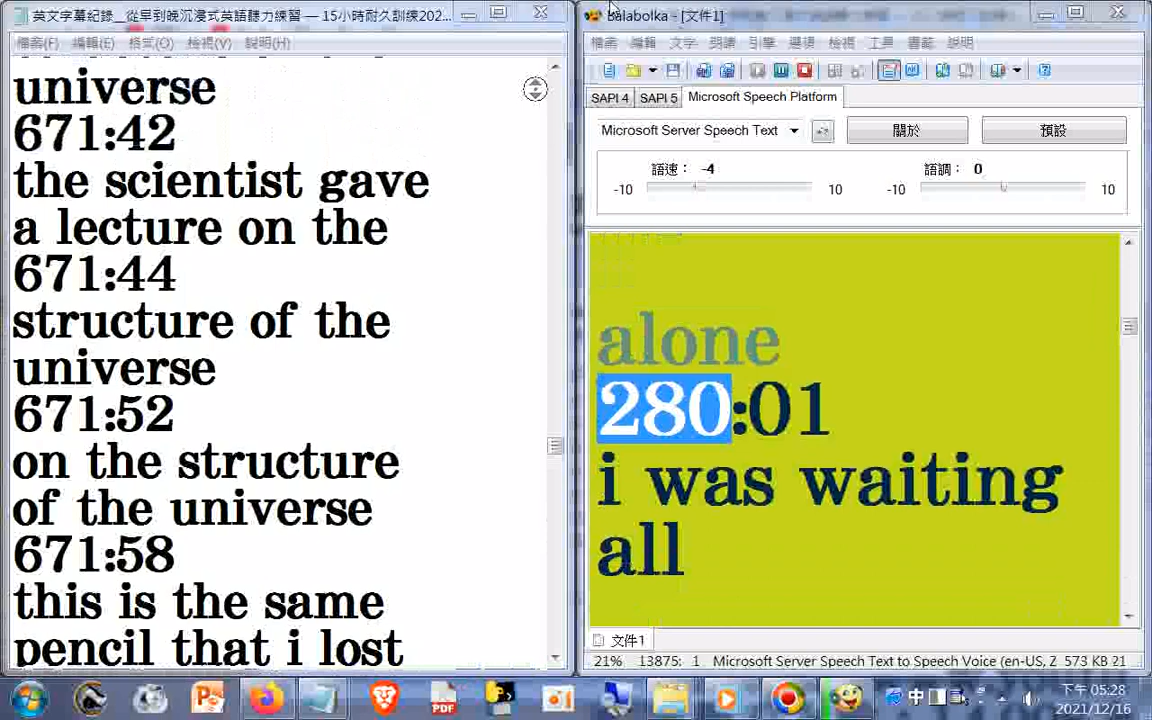 英文字幕紀錄__從早到晚沉浸式英語聽力練習 — 15小時耐久訓練202...
檔案(F) 編輯(E) 格式(O) 檢視(V) 說明(H)
universe
671:42
the scientist gave
a lecture on the
671:44
structure of the
universe
671:52
on the structure
of the universe
671:58
this is the same
pencil that i lost
Balabolka - [文件1]
檔案 編輯 文字 朗讀 引擎 選項 檢視 工具 書籤 說明
SAPI 4 SAPI 5 Microsoft Speech Platform
Microsoft Server Speech Text 關於 預設
語速： -4 語調： 0
-10 10 -10 10
alone
280:01
i was waiting
all
文件1
21% 13875: 1 Microsoft Server Speech Text to Speech Voice (en-US, Z 573 KB 21
PDF 中 下午 05:28
2021/12/16